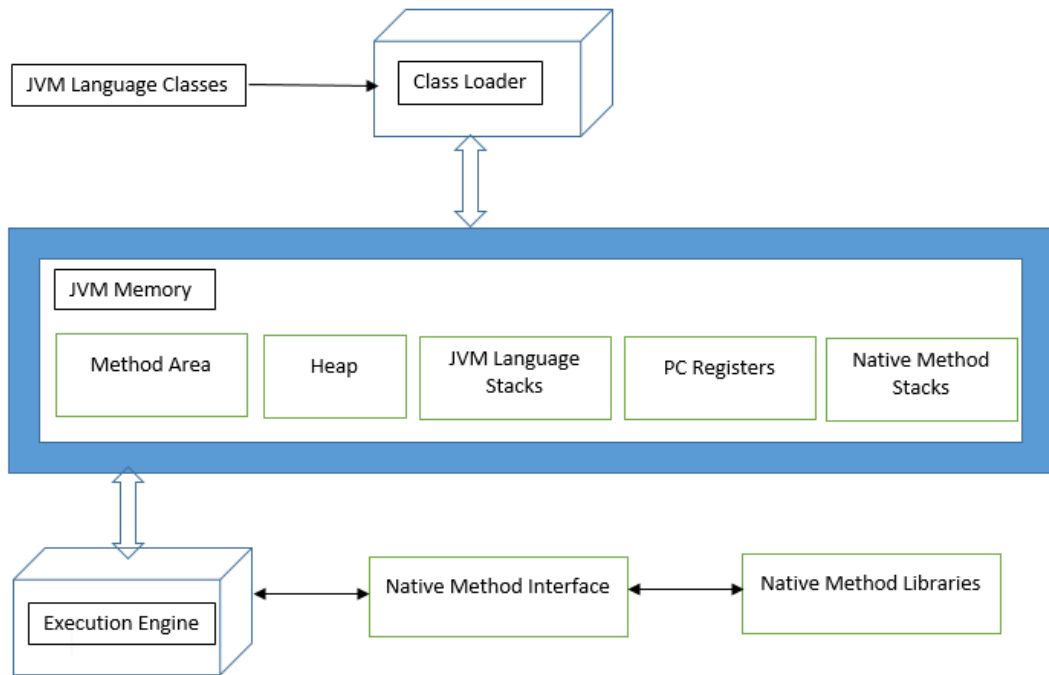 JVM Language Classes
Class Loader
JVM Memory
Method Area
Heap
JVM Language
Stacks
PC Registers
Native Method
Stacks
Execution Engine
Native Method Interface
Native Method Libraries